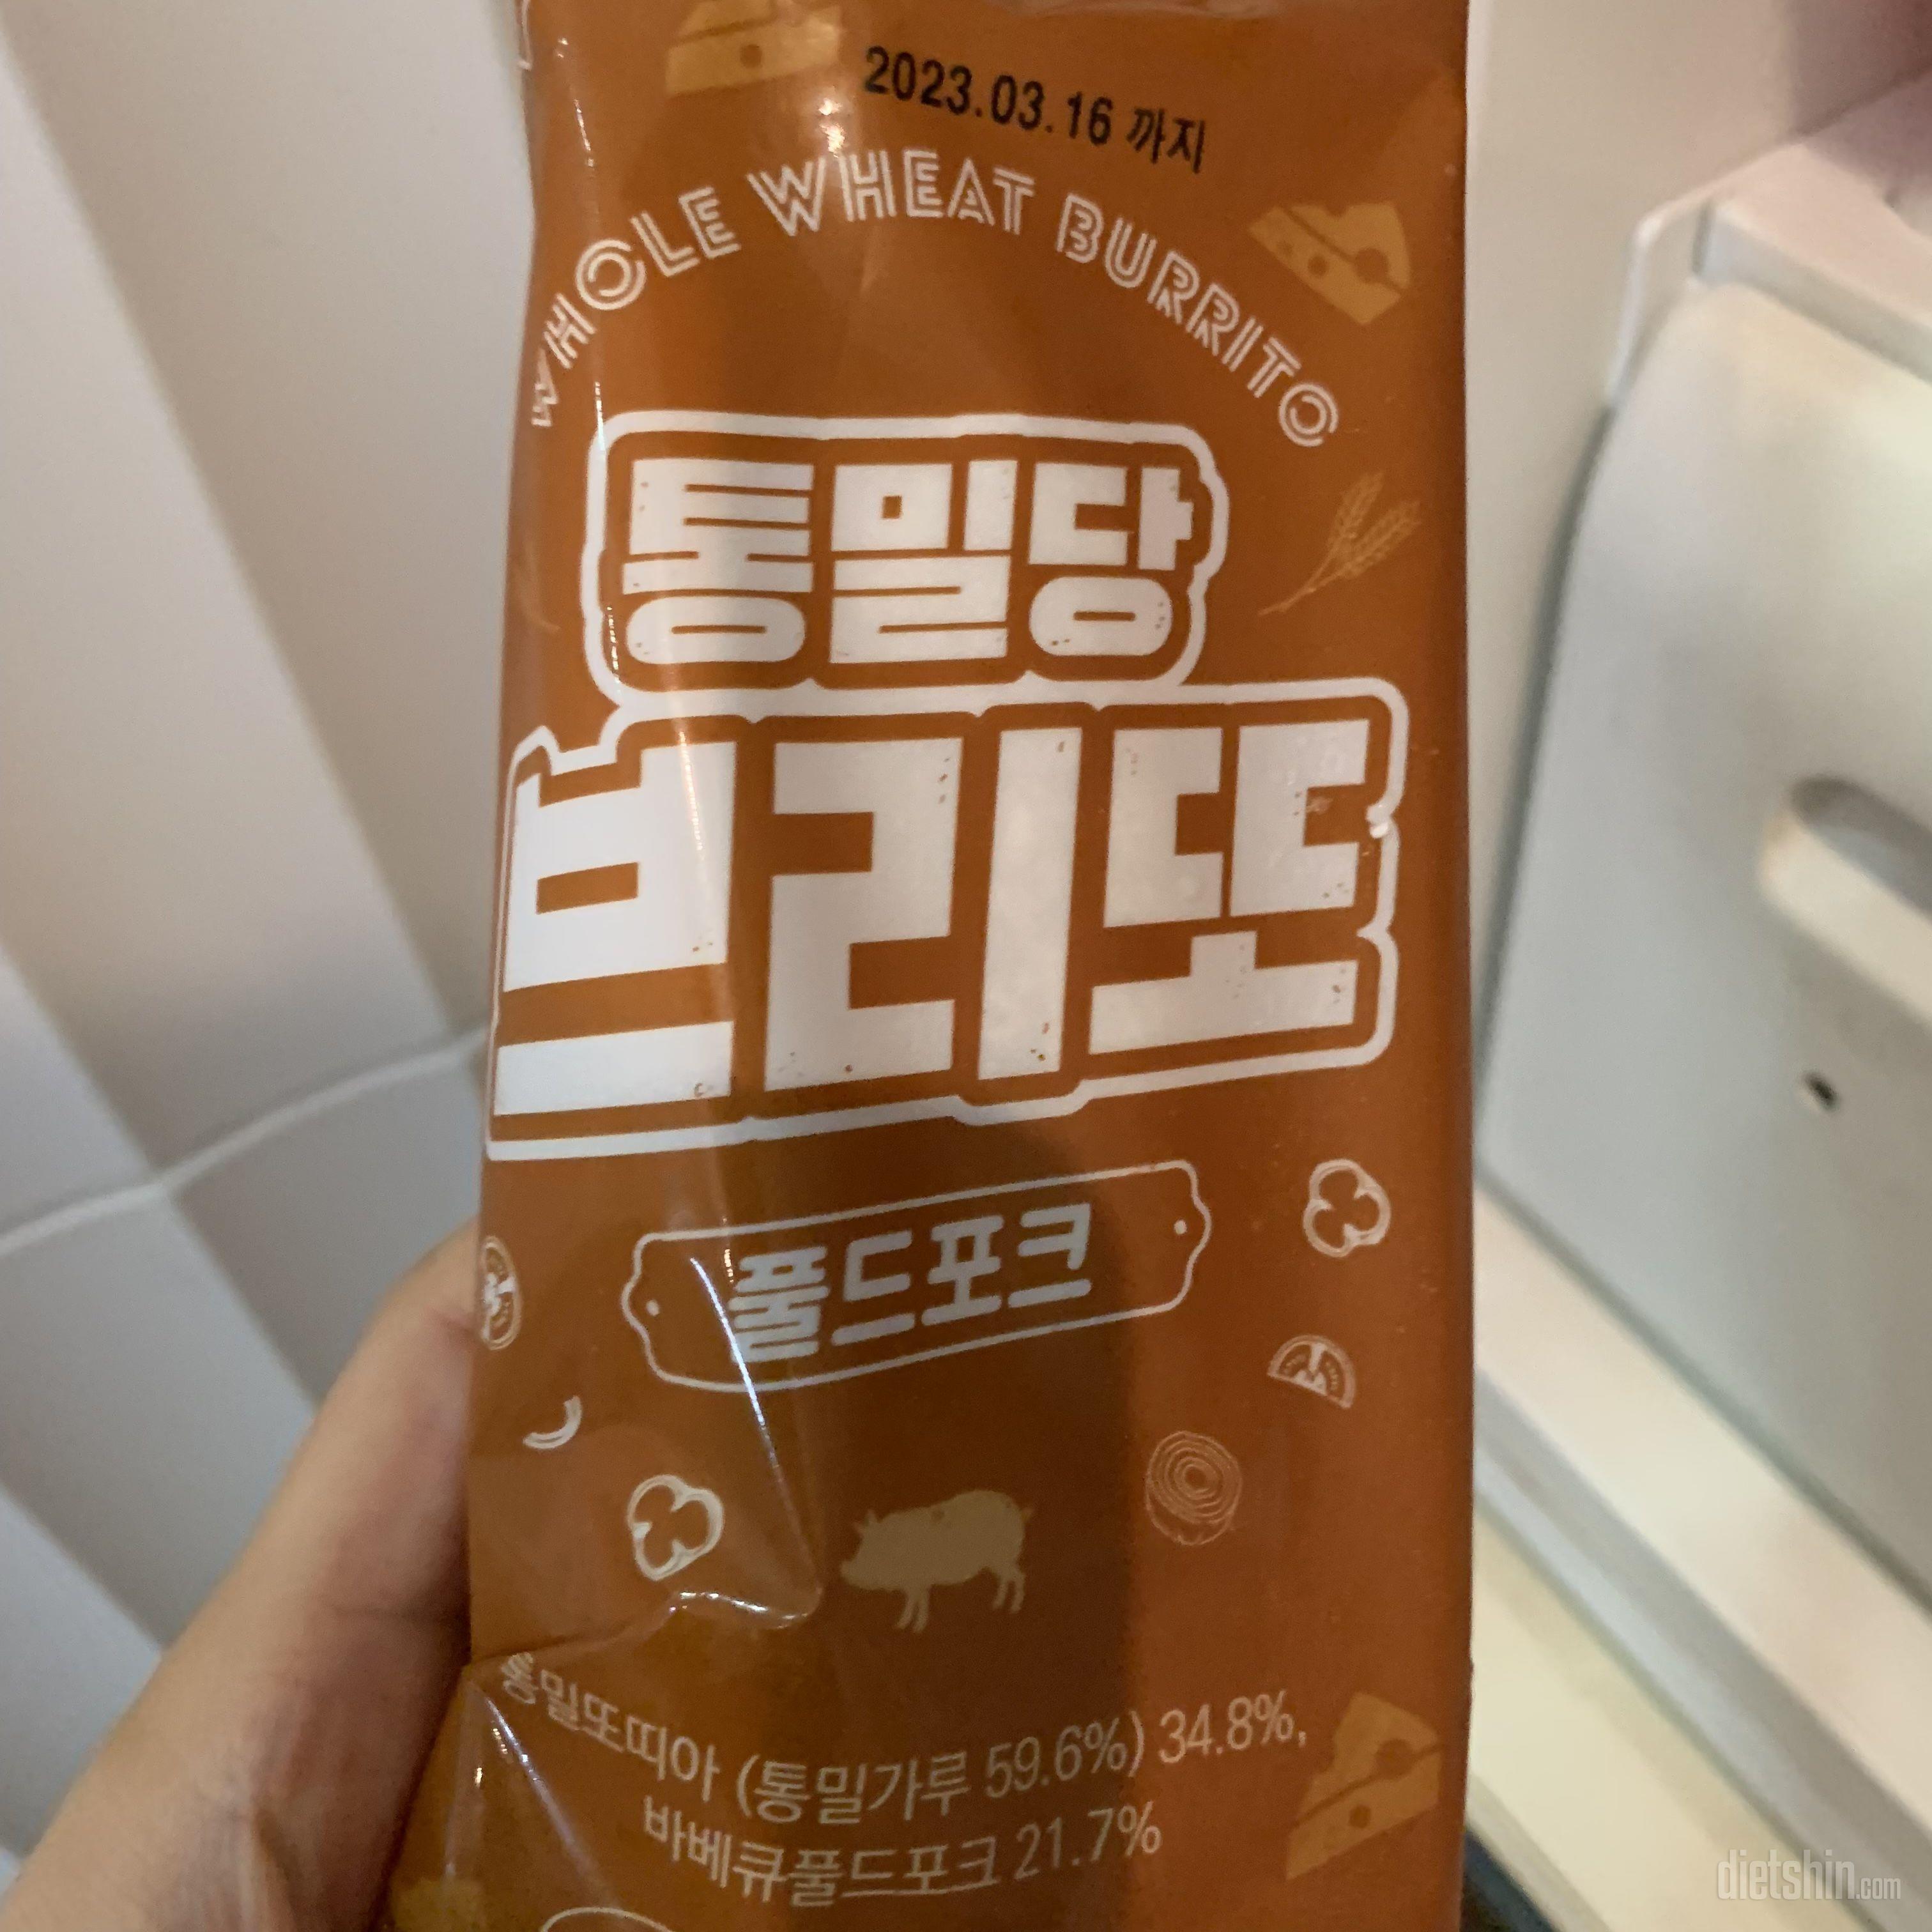 2023.03.16 까지
WHOLE WHEAT BURRITO
통밀당
브리또
풀드포크
통밀또띠아 (통밀가루 59.6%) 34.8%,
바베큐풀드포크 21.7%
dietshin.com